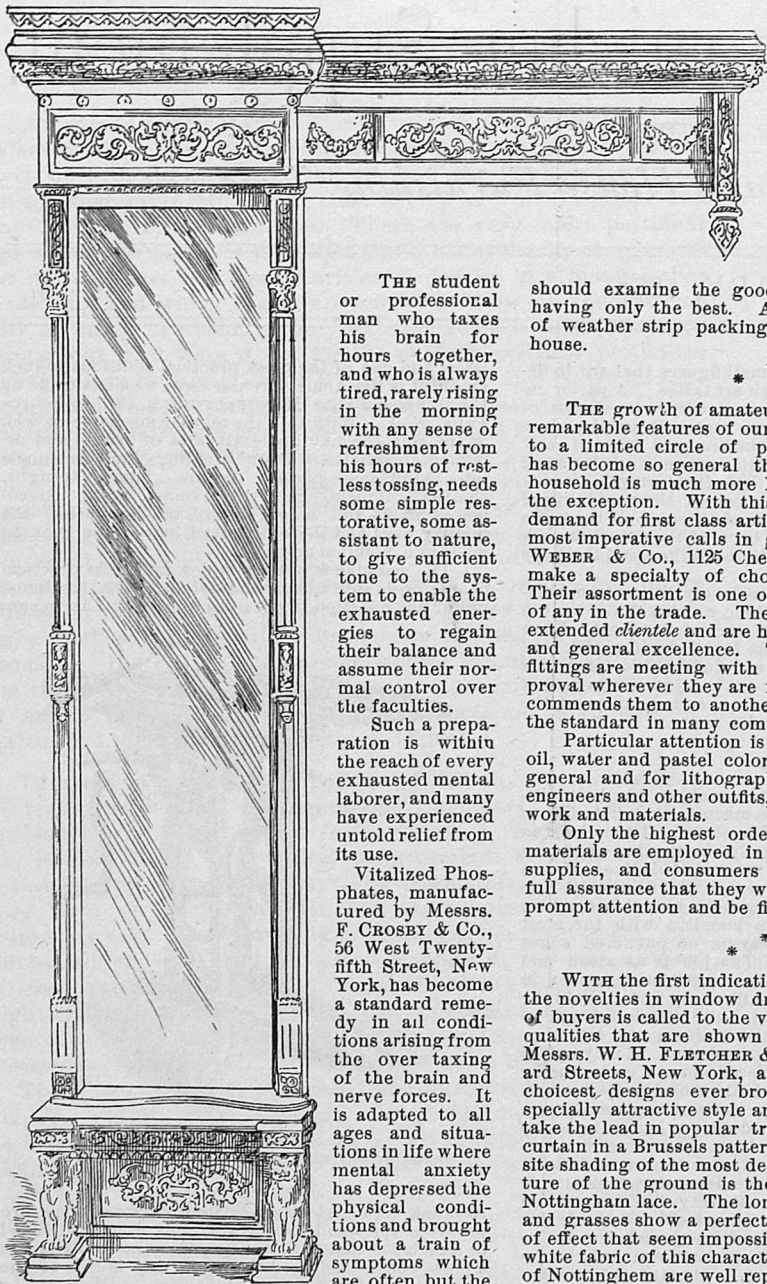 THE student
or professional
man who taxes
his brain for
hours together,
and who is always
tired, rarely rising
in the morning
with any sense of
refreshment from
his hours of rest-
less tossing, needs
some simple res-
torative, some as-
sistant to nature,
to give sufficient
tone to the sys-
tem to enable the
exhausted ener-
gies to regain
their balance and
assume their nor-
mal control over
the faculties.
Such a prepa-
ration is within
the reach of every
exhausted mental
laborer, and many
have experienced
untold relief from
its use.
Vitalized Phos-
phates, manufac-
tured by Messrs.
F. CROSBY & Co.,
56 West Twenty-
fifth Street, New
York, has become
a standard reme-
dy in all condi-
tions arising from
the over taxing
of the brain and
nerve forces. It
is adapted to all
ages and situa-
tions in life where
mental anxiety
has depressed the
physical condi-
tions and brought
about a train of
symptoms which
are often but the
should examine the good
having only the best. A
of weather strip packing
house.
*
THE growth of amateu
remarkable features of our
to a limited circle of p
has become so general th
household is much more
the exception. With this
demand for first class arti
most imperative calls in
WEBER & Co., 1125 Che
make a specialty of cho
Their assortment is one o
of any in the trade. The
extended clientele and are h
and general excellence.
fittings are meeting with
proval wherever they are
commends them to anothe
the standard in many com
Particular attention is
oil, water and pastel color
general and for lithograp
engineers and other outfits,
work and materials.
Only the highest orde
materials are employed in
supplies, and consumers
full assurance that they w
prompt attention and be fi
* *
WITH the first indicati
the novelties in window dr
of buyers is called to the v
qualities that are shown
Messrs. W. H. FLETCHER &
ard Streets, New York, a
choicest designs ever bro
specially attractive style an
take the lead in popular tr
curtain in a Brussels patter
site shading of the most de
ture of the ground is the
Nottingham lace. The lon
and grasses show a perfect
of effect that seem impossi
white fabric of this charact
of Nottinghem are well re